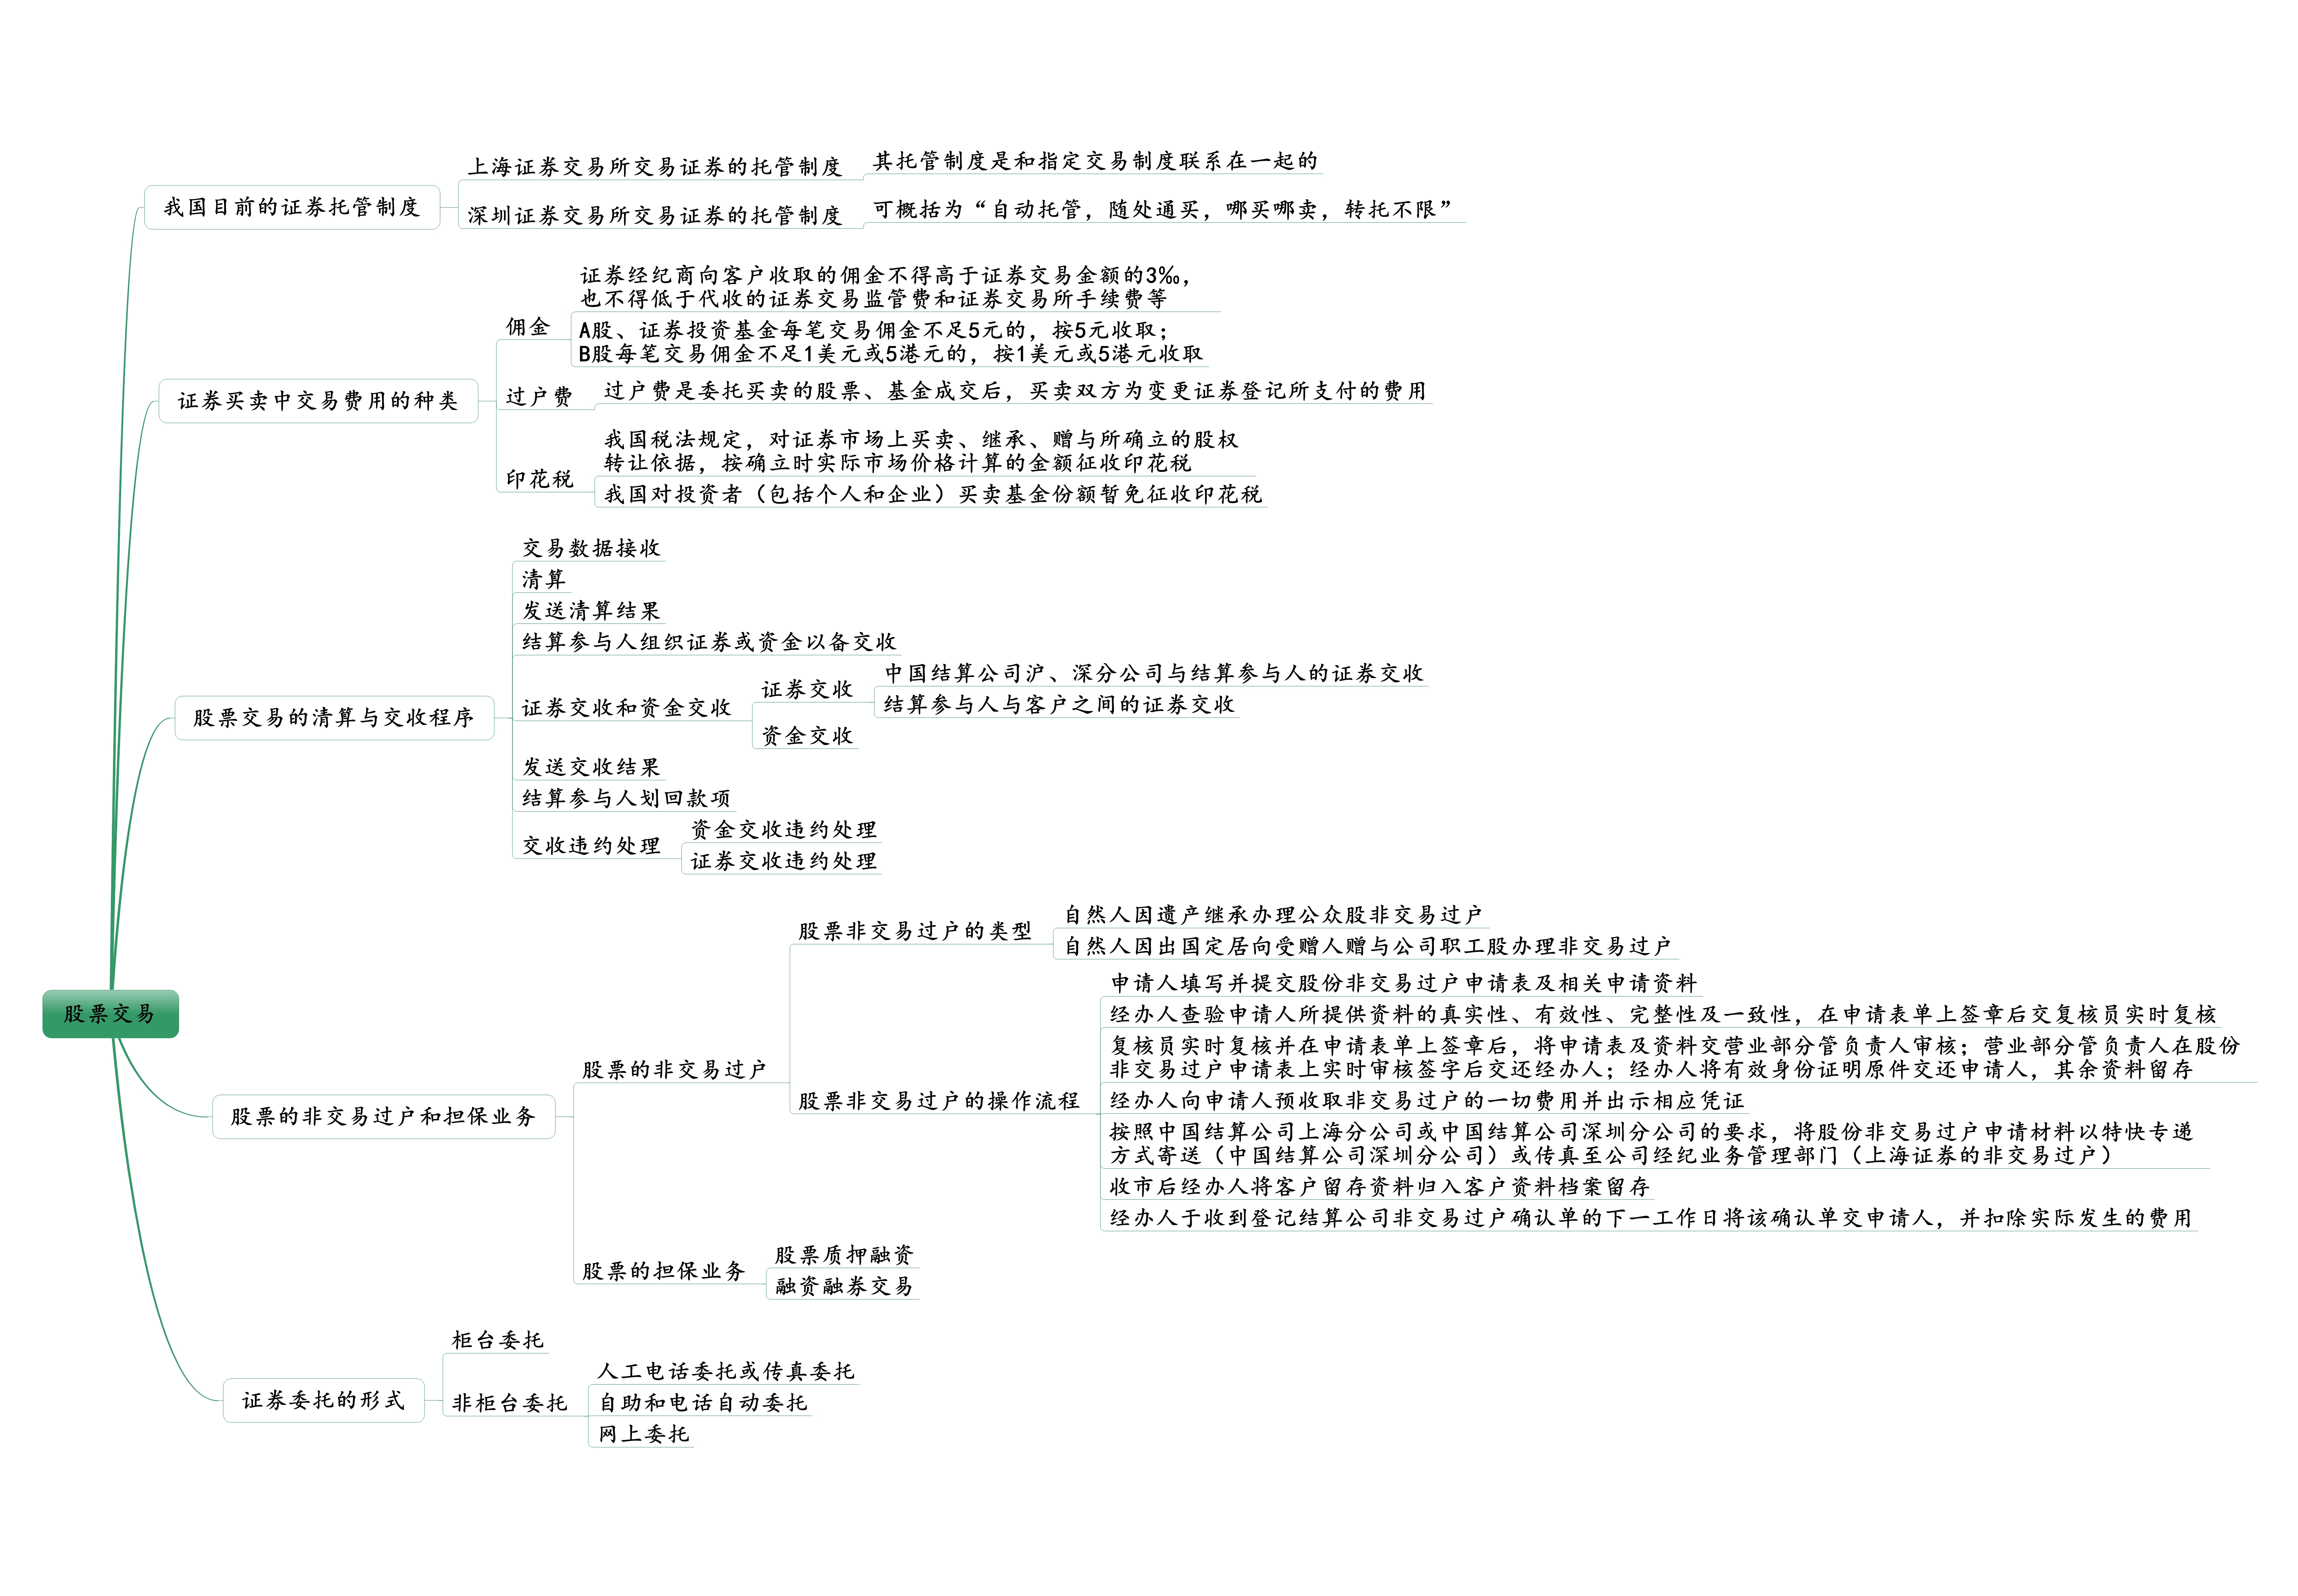 股票交易
我国目前的证券托管制度
上海证券交易所交易证券的托管制度
其托管制度是和指定交易制度联系在一起的
深圳证券交易所交易证券的托管制度
可概括为“自动托管，随处通买，哪买哪卖，转托不限”
证券买卖中交易费用的种类
佣金
证券经纪商向客户收取的佣金不得高于证券交易金额的3‰，
也不得低于代收的证券交易监管费和证券交易所手续费等
A股、证券投资基金每笔交易佣金不足5元的，按5元收取；
B股每笔交易佣金不足1美元或5港元的，按1美元或5港元收取
过户费
过户费是委托买卖的股票、基金成交后，买卖双方为变更证券登记所支付的费用
印花税
我国税法规定，对证券市场上买卖、继承、赠与所确立的股权
转让依据，按确立时实际市场价格计算的金额征收印花税
我国对投资者（包括个人和企业）买卖基金份额暂免征收印花税
股票交易的清算与交收程序
交易数据接收
清算
发送清算结果
结算参与人组织证券或资金以备交收
证券交收和资金交收
证券交收
中国结算公司沪、深分公司与结算参与人的证券交收
结算参与人与客户之间的证券交收
资金交收
发送交收结果
结算参与人划回款项
交收违约处理
资金交收违约处理
证券交收违约处理
股票的非交易过户和担保业务
股票的非交易过户
股票非交易过户的类型
自然人因遗产继承办理公众股非交易过户
自然人因出国定居向受赠人赠与公司职工股办理非交易过户
股票非交易过户的操作流程
申请人填写并提交股份非交易过户申请表及相关申请资料
经办人查验申请人所提供资料的真实性、有效性、完整性及一致性，在申请表单上签章后交复核员实时复核
复核员实时复核并在申请表单上签章后，将申请表及资料交营业部分管负责人审核；营业部分管负责人在股份
非交易过户申请表上实时审核签字后交还经办人；经办人将有效身份证明原件交还申请人，其余资料留存
经办人向申请人预收取非交易过户的一切费用并出示相应凭证
按照中国结算公司上海分公司或中国结算公司深圳分公司的要求，将股份非交易过户申请材料以特快专递
方式寄送（中国结算公司深圳分公司）或传真至公司经纪业务管理部门（上海证券的非交易过户）
收市后经办人将客户留存资料归入客户资料档案留存
经办人于收到登记结算公司非交易过户确认单的下一工作日将该确认单交申请人，并扣除实际发生的费用
股票的担保业务
股票质押融资
融资融券交易
证券委托的形式
柜台委托
非柜台委托
人工电话委托或传真委托
自助和电话自动委托
网上委托